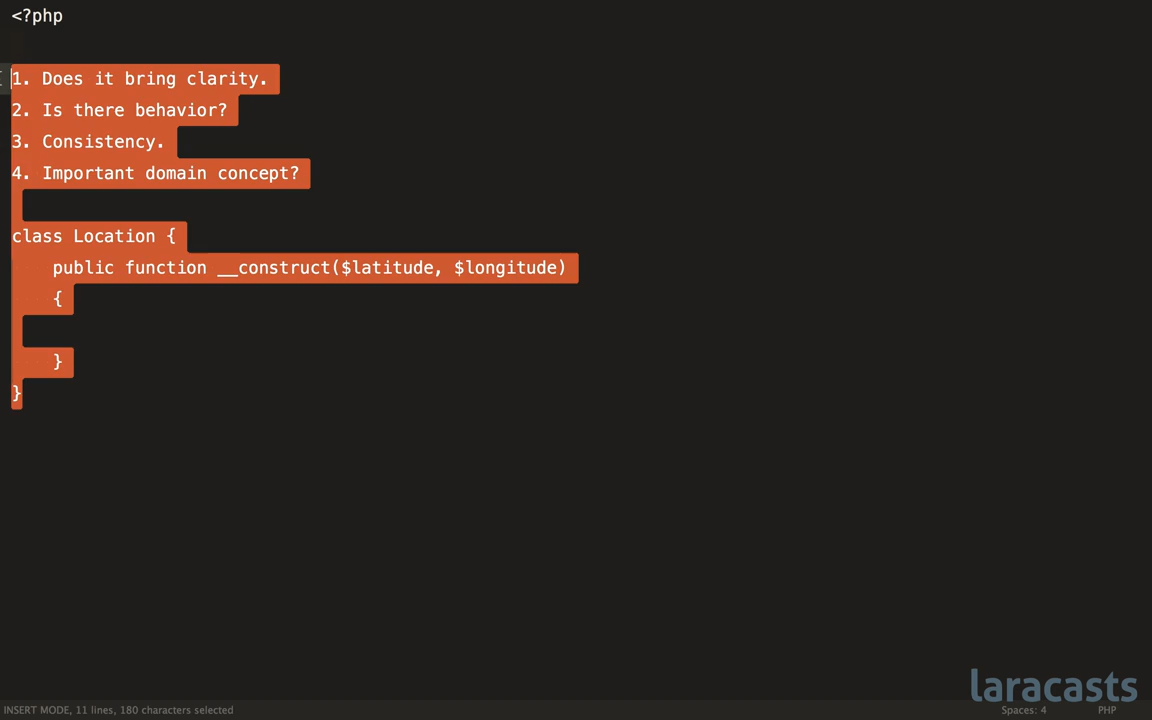 <?php
1. Does it bring clarity.
2. Is there behavior?
3. Consistency.
4. Important domain concept?
class Location {
    public function __construct($latitude, $longitude)
    {
    }
}
laracasts
INSERT MODE, 11 lines, 180 characters selected
Spaces: 4
PHP